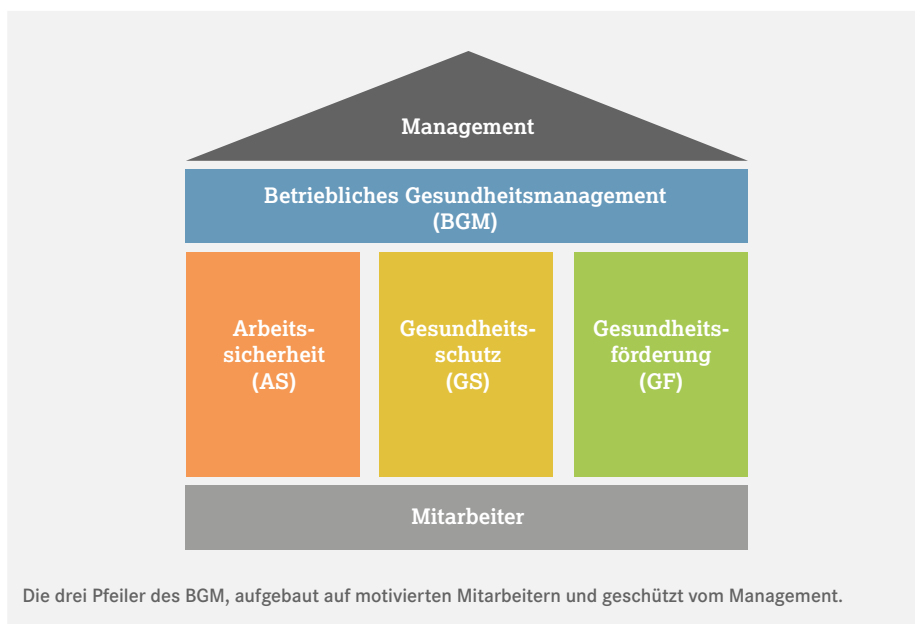 Management
Betriebliches Gesundheitsmanagement
(BGM)
Arbeits-
sicherheit
(AS)
Gesundheits-
schutz
(GS)
Gesundheits-
förderung
(GF)
Mitarbeiter
Die drei Pfeiler des BGM, aufgebaut auf motivierten Mitarbeitern und geschützt vom Management.